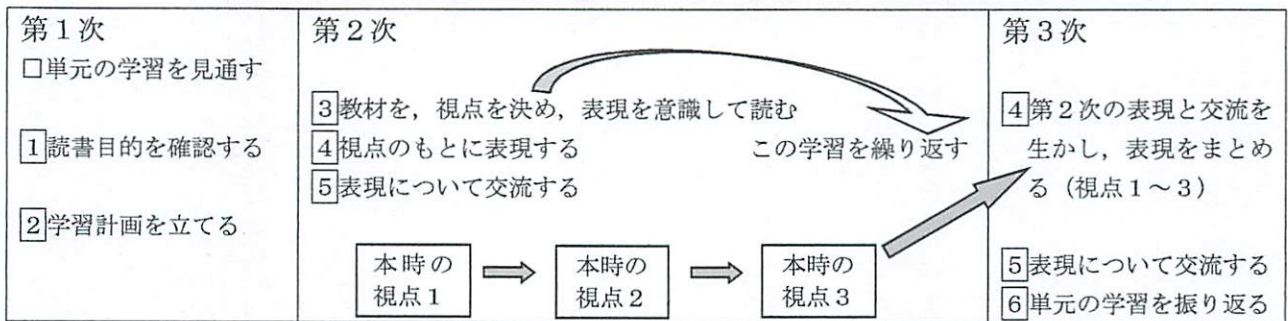 第1次
□単元の学習を見通す
1読書目的を確認する
2学習計画を立てる
第2次
3教材を，視点を決め，表現を意識して読む
4視点のもとに表現する
この学習を繰り返す
5表現について交流する
本時の
視点1
本時の
視点2
本時の
視点3
第3次
4第2次の表現と交流を
生かし，表現をまとめ
る（視点1～3）
5表現について交流する
6単元の学習を振り返る